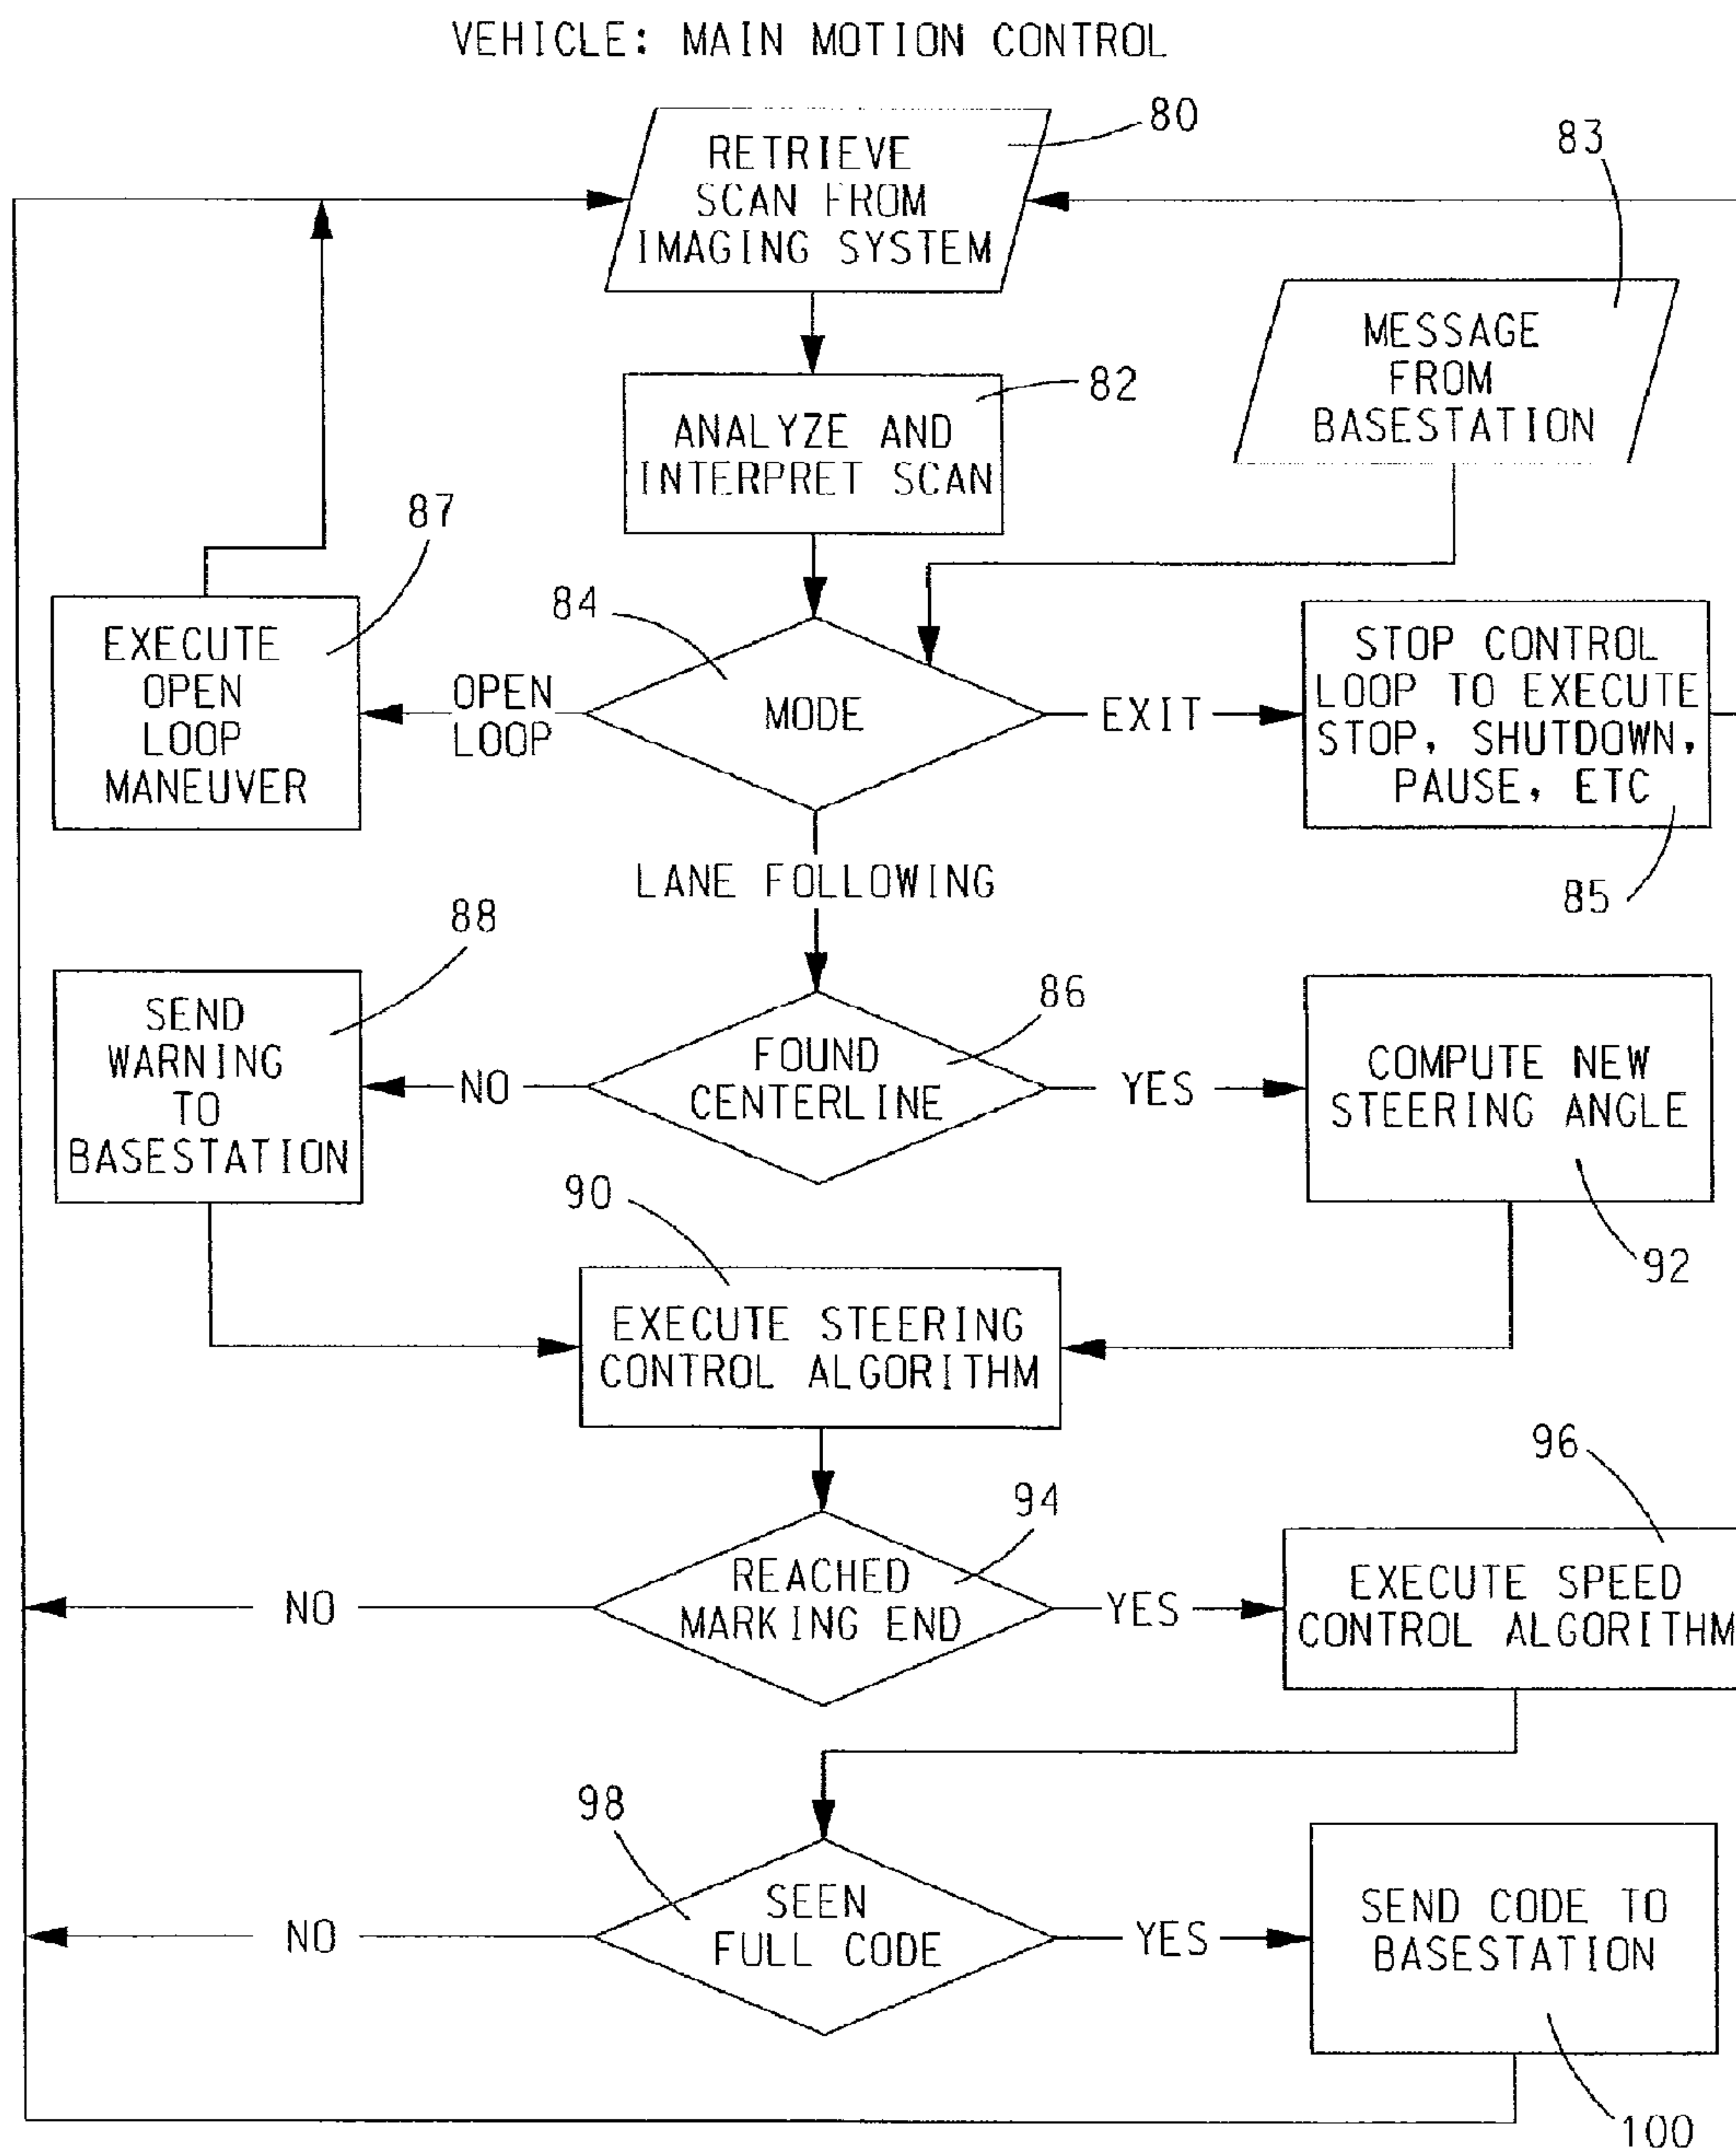 VEHICLE: MAIN MOTION CONTROL
80
RETRIEVE
SCAN FROM
IMAGING SYSTEM
83
MESSAGE
FROM
BASESTATION
82
ANALYZE AND
INTERPRET SCAN
87
EXECUTE
OPEN
LOOP
MANEUVER
OPEN
LOOP
84
MODE
EXIT
STOP CONTROL
LOOP TO EXECUTE
STOP, SHUTDOWN,
PAUSE, ETC
85
LANE FOLLOWING
88
SEND
WARNING
TO
BASESTATION
NO
86
FOUND
CENTERLINE
YES
COMPUTE NEW
STEERING ANGLE
92
90
EXECUTE STEERING
CONTROL ALGORITHM
94
REACHED
MARKING END
NO
YES
96
EXECUTE SPEED
CONTROL ALGORITHM
98
SEEN
FULL CODE
NO
YES
SEND CODE TO
BASESTATION
100